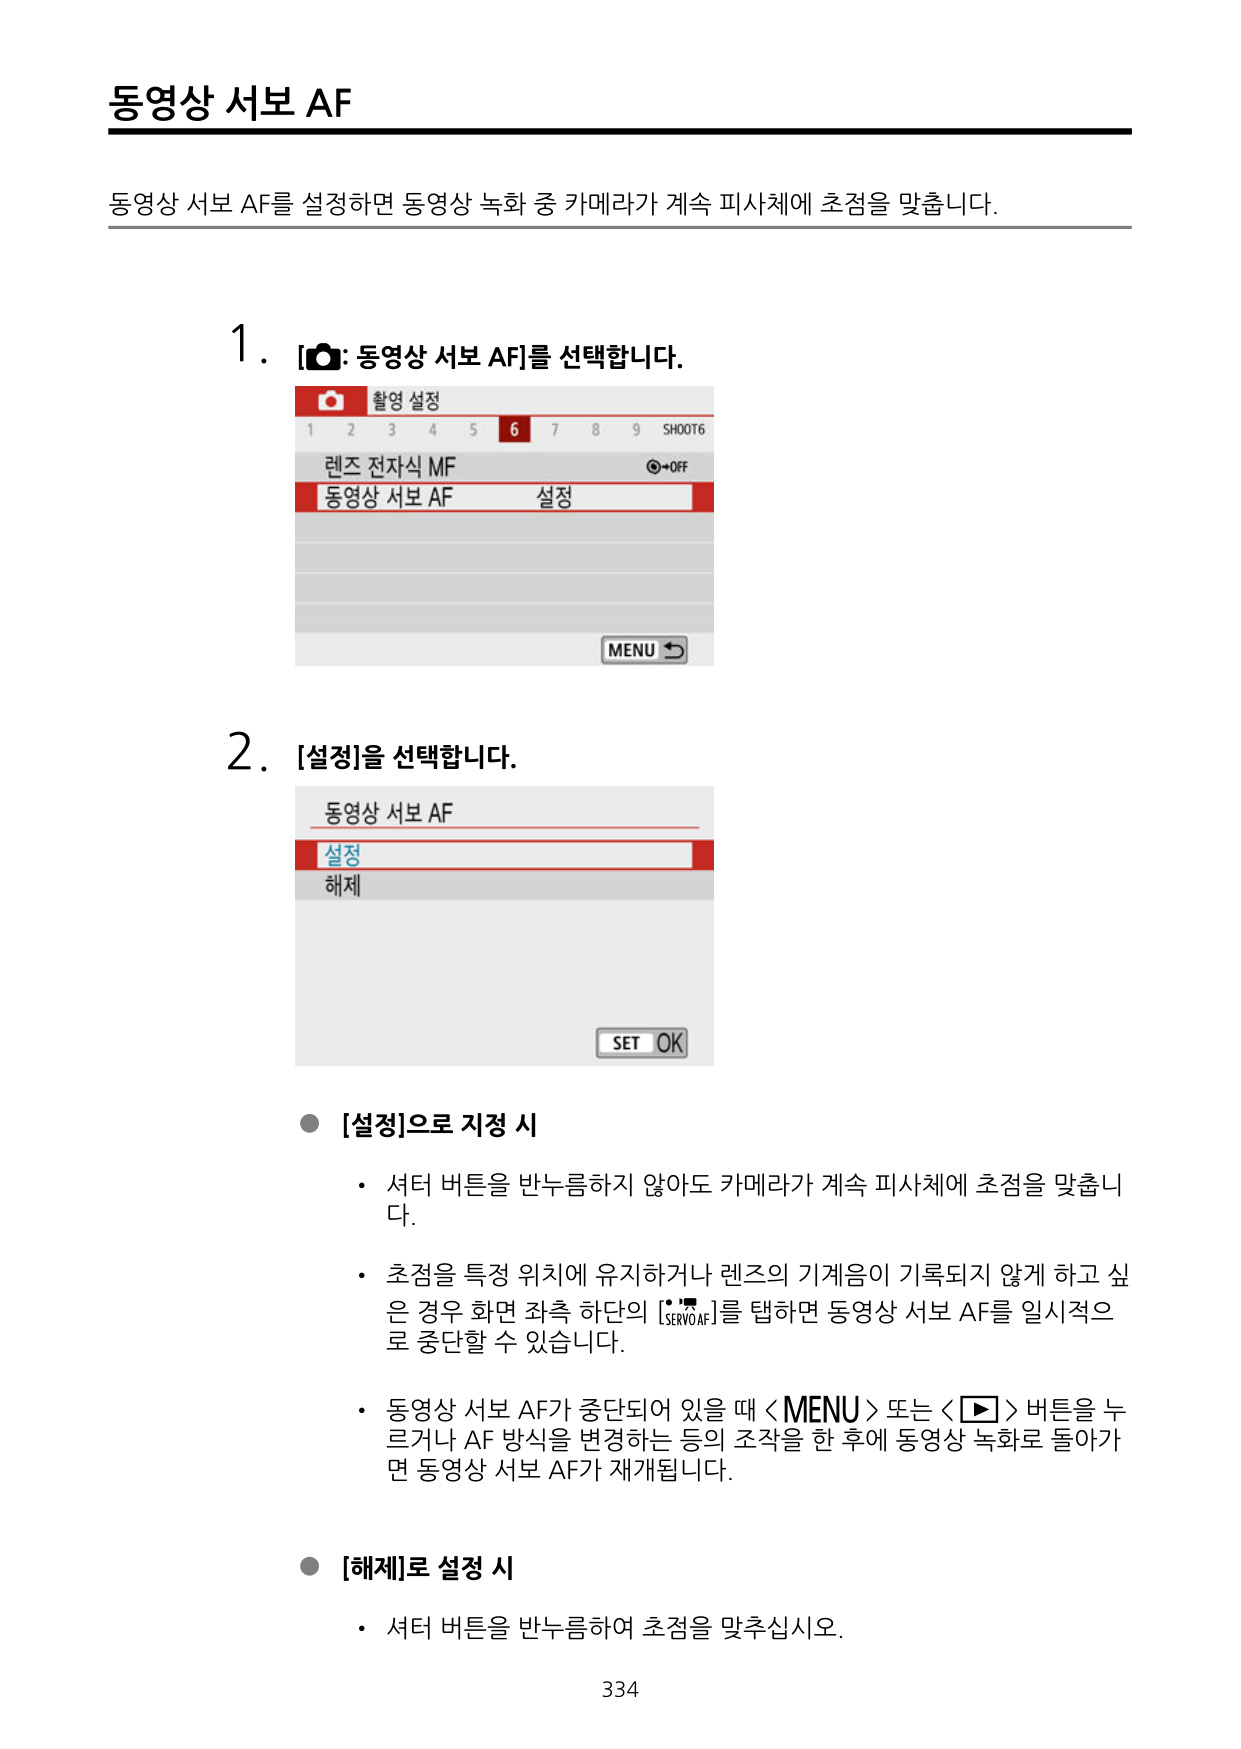 동영상 서보 AF
동영상 서보 AF를 설정하면 동영상 녹화 중 카메라가 계속 피사체에 초점을 맞춥니다.
1. [: 동영상 서보 AF]를 선택합니다.
촬영 설정
1 2 3 4 5 6 7 8 9 SHOOT6
렌즈 전자식 MF ➔OFF
동영상 서보 AF 설정
MENU
2. [설정]을 선택합니다.
동영상 서보 AF
설정
해제
SET OK
● [설정]으로 지정 시
• 셔터 버튼을 반누름하지 않아도 카메라가 계속 피사체에 초점을 맞춥니
다.
• 초점을 특정 위치에 유지하거나 렌즈의 기계음이 기록되지 않게 하고 싶
은 경우 화면 좌측 하단의 [SERVO AF]를 탭하면 동영상 서보 AF를 일시적으
로 중단할 수 있습니다.
• 동영상 서보 AF가 중단되어 있을 때 < MENU > 또는 < ▶ > 버튼을 누
르거나 AF 방식을 변경하는 등의 조작을 한 후에 동영상 녹화로 돌아가
면 동영상 서보 AF가 재개됩니다.
● [해제]로 설정 시
• 셔터 버튼을 반누름하여 초점을 맞추십시오.
334